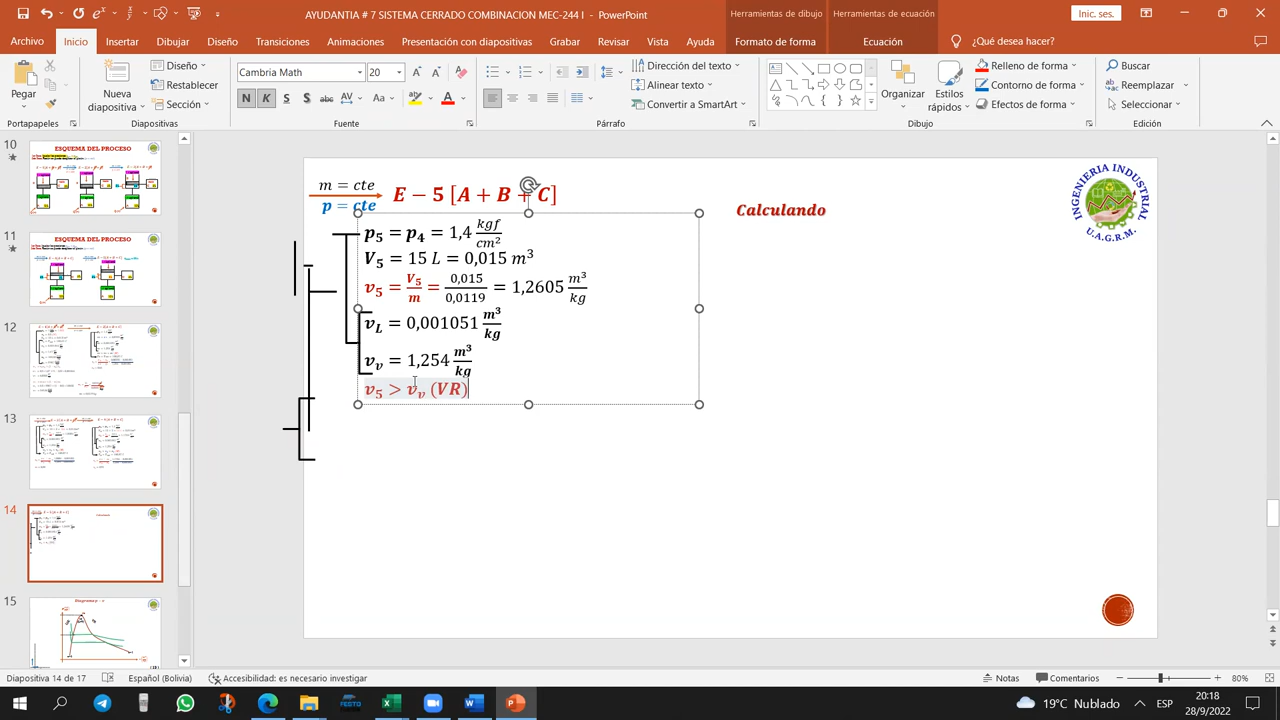 AYUDANTIA # 7 SISTEMA CERRADO COMBINACION MEC-244 I - PowerPoint
Herramientas de dibujo
Herramientas de ecuación
Inic. ses.
Archivo Inicio Insertar Dibujar Diseño Transiciones Animaciones Presentación con diapositivas Grabar Revisar Vista Ayuda Formato de forma Ecuación ¿Qué desea hacer?
Pegar
Nueva diapositiva
Diseño
Restablecer
Sección
Cambria Math 20
N K S S abc AV Aa
Dirección del texto
Alinear texto
Convertir a SmartArt
Organizar
Estilos rápidos
Relleno de forma
Contorno de forma
Efectos de forma
Buscar
Reemplazar
Seleccionar
Portapapeles Diapositivas Fuente Párrafo Dibujo Edición
10
ESQUEMA DEL PROCESO
11
ESQUEMA DEL PROCESO
12
13
14
15
Diagrama p - v
m = cte
p = cte
E − 5 [A + B + C]
Calculando
INGENIERIA INDUSTRIAL
U.A.G.R.M.
p5 = p4 = 1,4 kgf/cm²
V5 = 15 L = 0,015 m³
v5 = V5/m = 0,015/0,0119 = 1,2605 m³/kg
vL = 0,001051 m³/kg
vv = 1,254 m³/kg
v5 > vv (VR)
Diapositiva 14 de 17
Español (Bolivia)
Accesibilidad: es necesario investigar
Notas
Comentarios
80%
19°C Nublado
ESP
20:18
28/9/2022